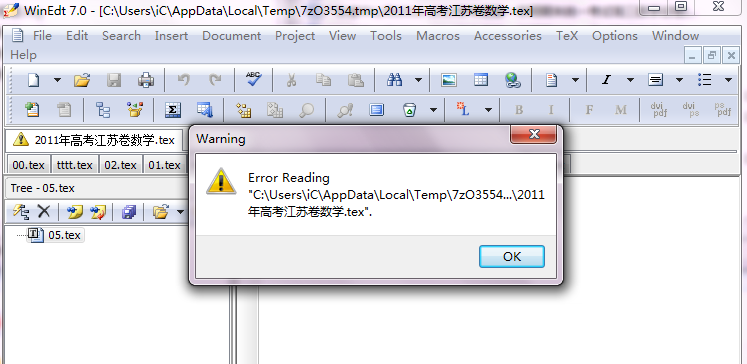 WinEdt 7.0 - [C:\Users\iC\AppData\Local\Temp\7zO3554.tmp\2011年高考江苏卷数学.tex]
File Edit Search Insert Document Project View Tools Macros Accessories TeX Options Window
Help
ABC
B I F M dvi pdf dvi ps ps pdf
2011年高考江苏卷数学.tex
00.tex tttt.tex 02.tex 01.tex
Tree - 05.tex
05.tex
Warning
Error Reading
"C:\Users\iC\AppData\Local\Temp\7zO3554...\2011
年高考江苏卷数学.tex".
OK